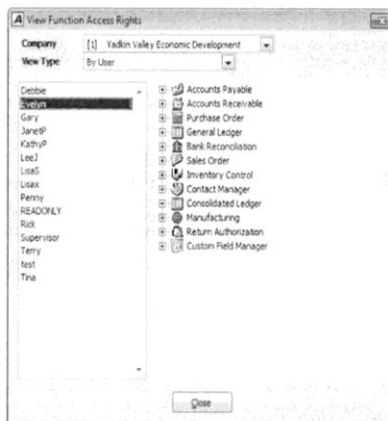 View Function Access Rights
Company [1] Yadkin Valley Economic Development
View Type By User
Debbie
Evelyn
Gary
JanetP
KathyP
LeeJ
LisaS
Lisax
Penny
READONLY
Rick
Supervisor
Terry
test
Tina
Accounts Payable
Accounts Receivable
Purchase Order
General Ledger
Bank Reconciliation
Sales Order
Inventory Control
Contact Manager
Consolidated Ledger
Manufacturing
Return Authorization
Custom Field Manager
Close